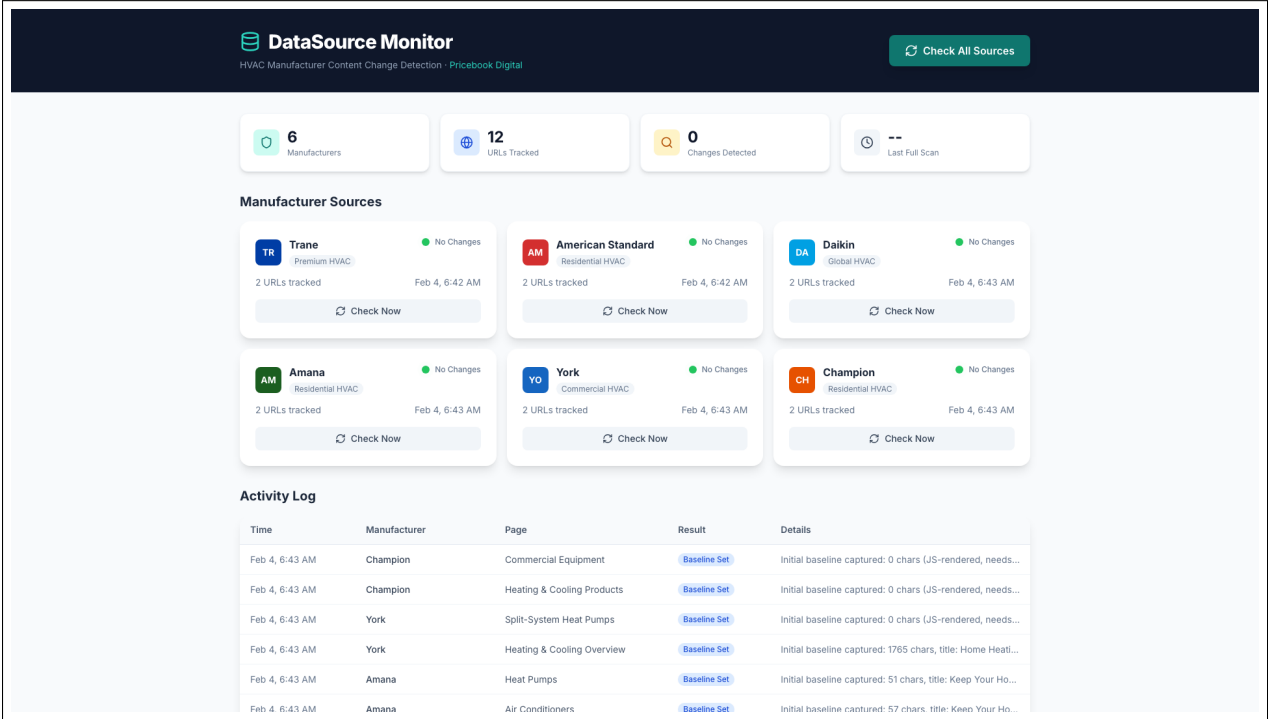 DataSource Monitor
HVAC Manufacturer Content Change Detection · Pricebook Digital
Check All Sources
6
Manufacturers
12
URLs Tracked
0
Changes Detected
--
Last Full Scan
Manufacturer Sources
TR
Trane
No Changes
Premium HVAC
2 URLs tracked
Feb 4, 6:42 AM
Check Now
AM
American Standard
No Changes
Residential HVAC
2 URLs tracked
Feb 4, 6:42 AM
Check Now
DA
Daikin
No Changes
Global HVAC
2 URLs tracked
Feb 4, 6:43 AM
Check Now
AM
Amana
No Changes
Residential HVAC
2 URLs tracked
Feb 4, 6:43 AM
Check Now
YO
York
No Changes
Commercial HVAC
2 URLs tracked
Feb 4, 6:43 AM
Check Now
CH
Champion
No Changes
Residential HVAC
2 URLs tracked
Feb 4, 6:43 AM
Check Now
Activity Log
Time Manufacturer Page Result Details
Feb 4, 6:43 AM Champion Commercial Equipment Baseline Set Initial baseline captured: 0 chars (JS-rendered, needs...
Feb 4, 6:43 AM Champion Heating & Cooling Products Baseline Set Initial baseline captured: 0 chars (JS-rendered, needs...
Feb 4, 6:43 AM York Split-System Heat Pumps Baseline Set Initial baseline captured: 0 chars (JS-rendered, needs...
Feb 4, 6:43 AM York Heating & Cooling Overview Baseline Set Initial baseline captured: 1765 chars, title: Home Heati...
Feb 4, 6:43 AM Amana Heat Pumps Baseline Set Initial baseline captured: 51 chars, title: Keep Your Ho...
Feb 4, 6:43 AM Amana Air Conditioners Baseline Set Initial baseline captured: 57 chars, title: Keep Your Ho...